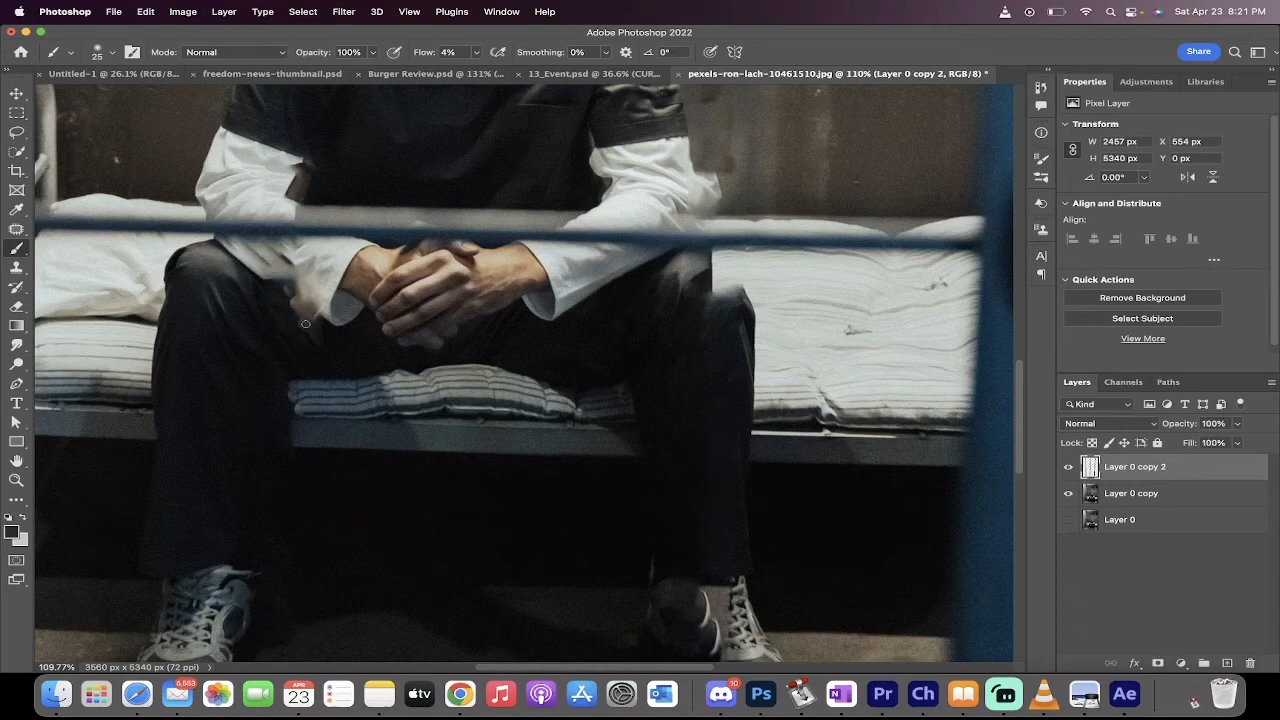 Photoshop File Edit Image Layer Type Select Filter 3D View Plugins Window Help Sat Apr 23 8:21 PM
Adobe Photoshop 2022
25 Mode: Normal Opacity: 100% Flow: 4% Smoothing: 0% 0° Share
Untitled-1 @ 26.1% (RGB/8... freedom-news-thumbnail.psd Burger Review.psd @ 131% (... 13_Event.psd @ 36.6% (CUR... pexels-ron-lach-10461510.jpg @ 110% (Layer 0 copy 2, RGB/8) *
Properties Adjustments Libraries
Pixel Layer
Transform
W 2457 px X 554 px
H 5340 px Y 0 px
0.00°
Align and Distribute
Align:
Quick Actions
Remove Background
Select Subject
View More
Layers Channels Paths
Kind
Normal Opacity: 100%
Lock: Fill: 100%
Layer 0 copy 2
Layer 0 copy
Layer 0
109.77% 3560 px x 5340 px (72 ppi)
APR
23
5,553
tv
10
Ps N Pr Ch Ae